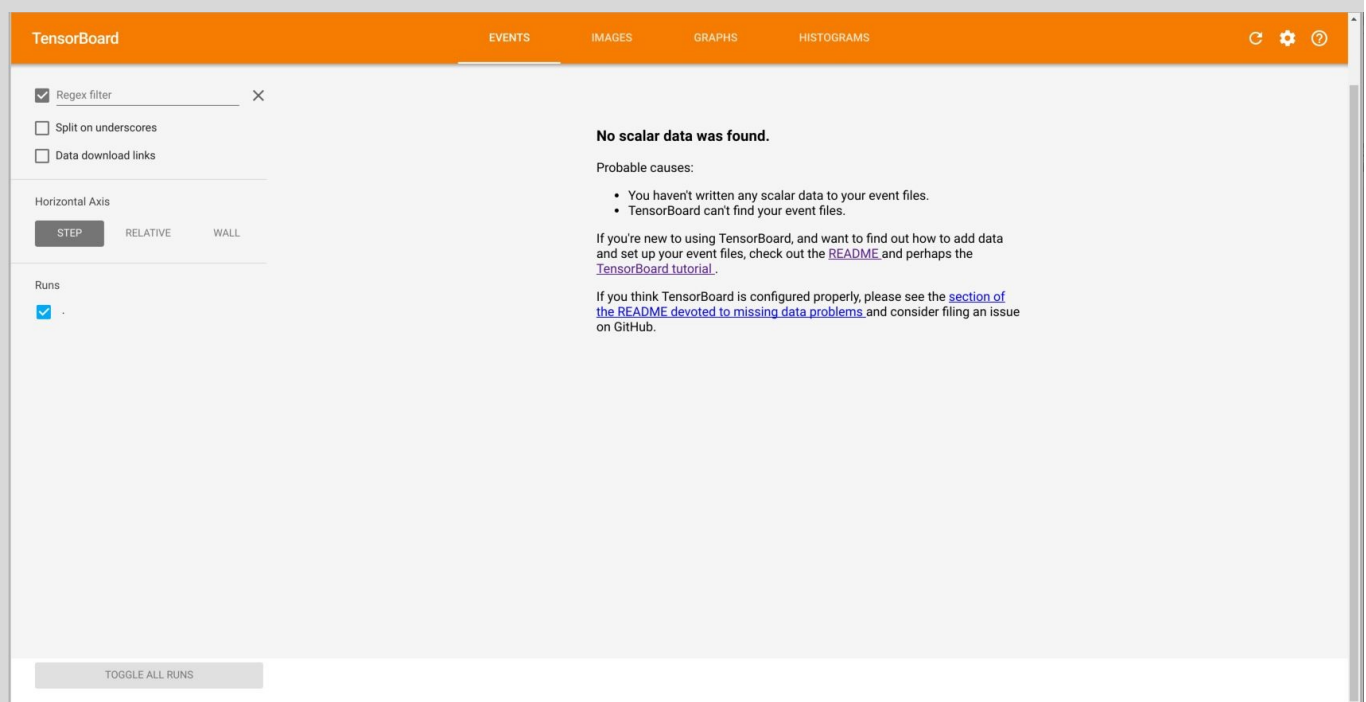 TensorBoard
EVENTS
IMAGES
GRAPHS
HISTOGRAMS
Regex filter
Split on underscores
Data download links
Horizontal Axis
STEP
RELATIVE
WALL
Runs
.
TOGGLE ALL RUNS
No scalar data was found.
Probable causes:
• You haven't written any scalar data to your event files.
• TensorBoard can't find your event files.
If you're new to using TensorBoard, and want to find out how to add data
and set up your event files, check out the README and perhaps the
TensorBoard tutorial .
If you think TensorBoard is configured properly, please see the section of
the README devoted to missing data problems and consider filing an issue
on GitHub.